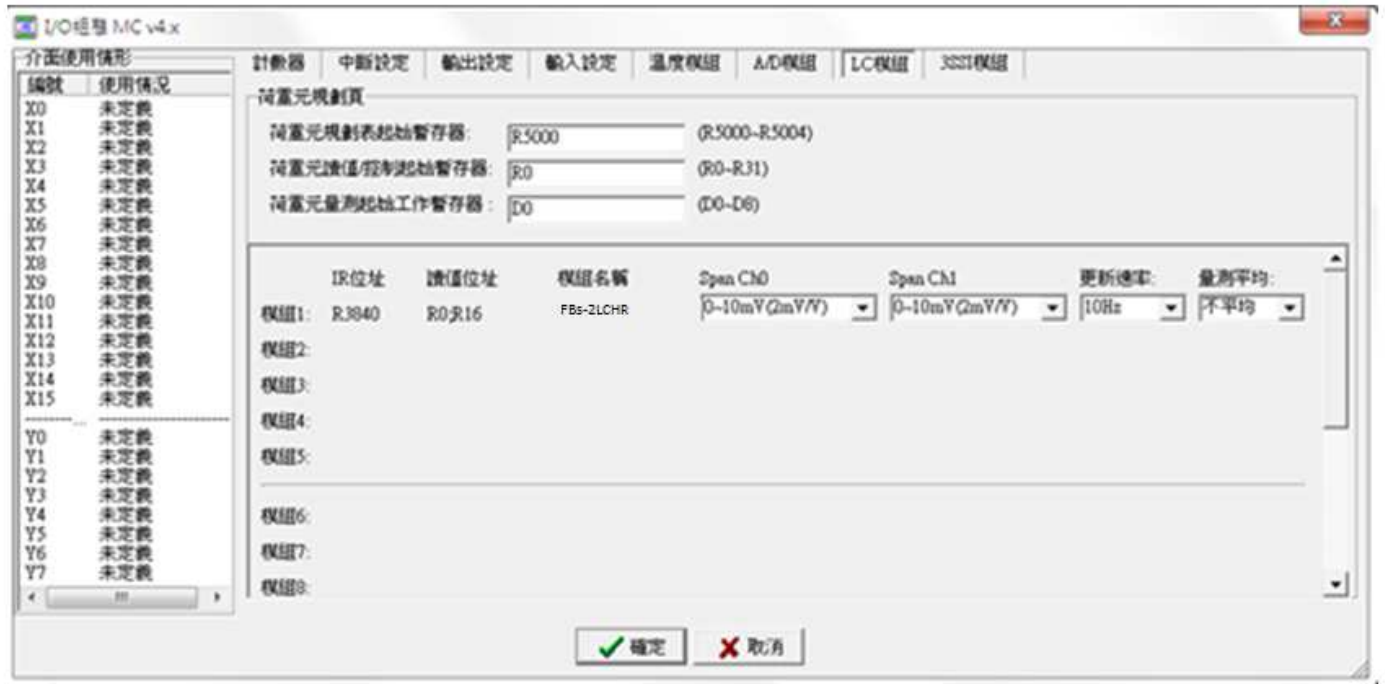 I/O組態 MC v4.x
介面使用情形
編號 使用情況
X0 未定義
X1 未定義
X2 未定義
X3 未定義
X4 未定義
X5 未定義
X6 未定義
X7 未定義
X8 未定義
X9 未定義
X10 未定義
X11 未定義
X12 未定義
X13 未定義
X14 未定義
X15 未定義
---------... ----------------------
Y0 未定義
Y1 未定義
Y2 未定義
Y3 未定義
Y4 未定義
Y5 未定義
Y6 未定義
Y7 未定義
計數器 中斷設定 輸出設定 輸入設定 溫度模組 A/D模組 LC模組 3SSI模組
荷重元規劃頁
荷重元規劃表起始暫存器: R5000 (R5000~R5004)
荷重元讀值/控制起始暫存器: R0 (R0~R31)
荷重元量測起始工作暫存器: D0 (D0~D8)
IR位址 讀值位址 模組名稱 Span Ch0 Span Ch1 更新速率: 量測平均:
模組1: R3840 R0;R16 FBs-2LCHR 0~10mV(2mV/V) 0~10mV(2mV/V) 10Hz 不平均
模組2:
模組3:
模組4:
模組5:
模組6:
模組7:
模組8:
確定 取消